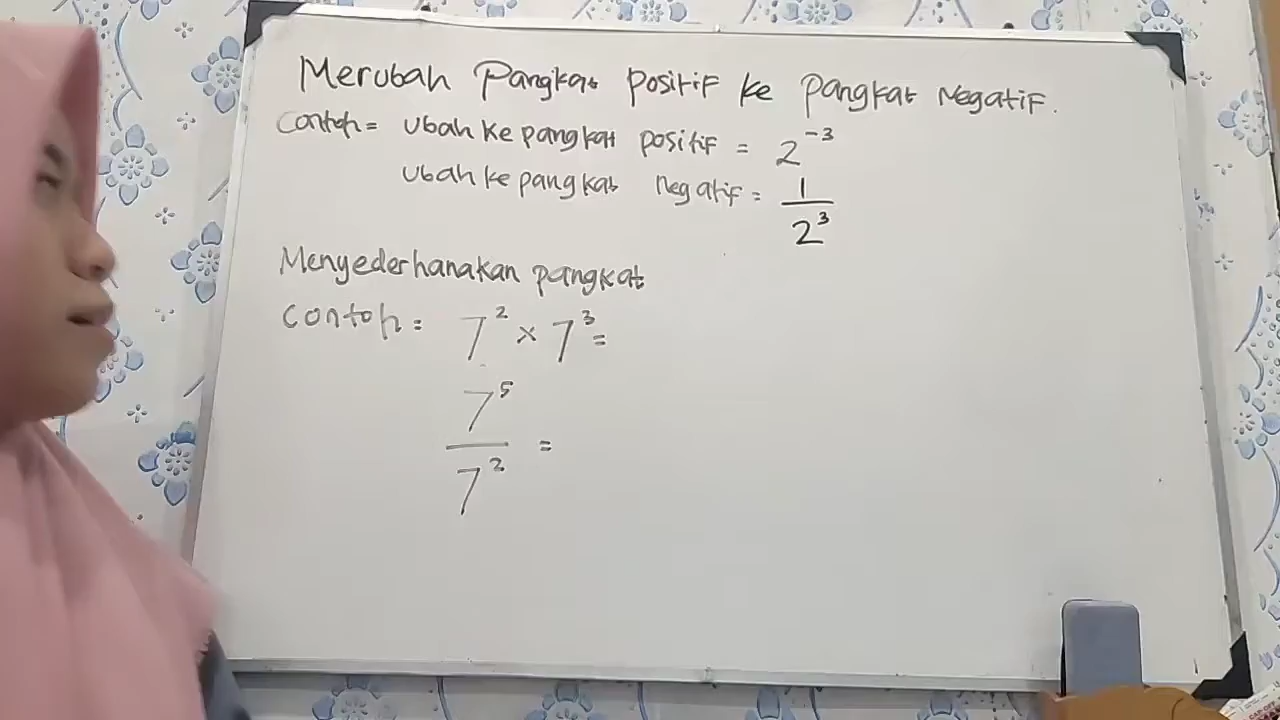 Merubah Pangkat positif ke pangkat Negatif.
Contoh = ubah ke pangkat positif = 2⁻³
ubah ke pangkat negatif = 1/2³
Menyederhanakan pangkat
Contoh = 7² × 7³ =
7⁵/7² =